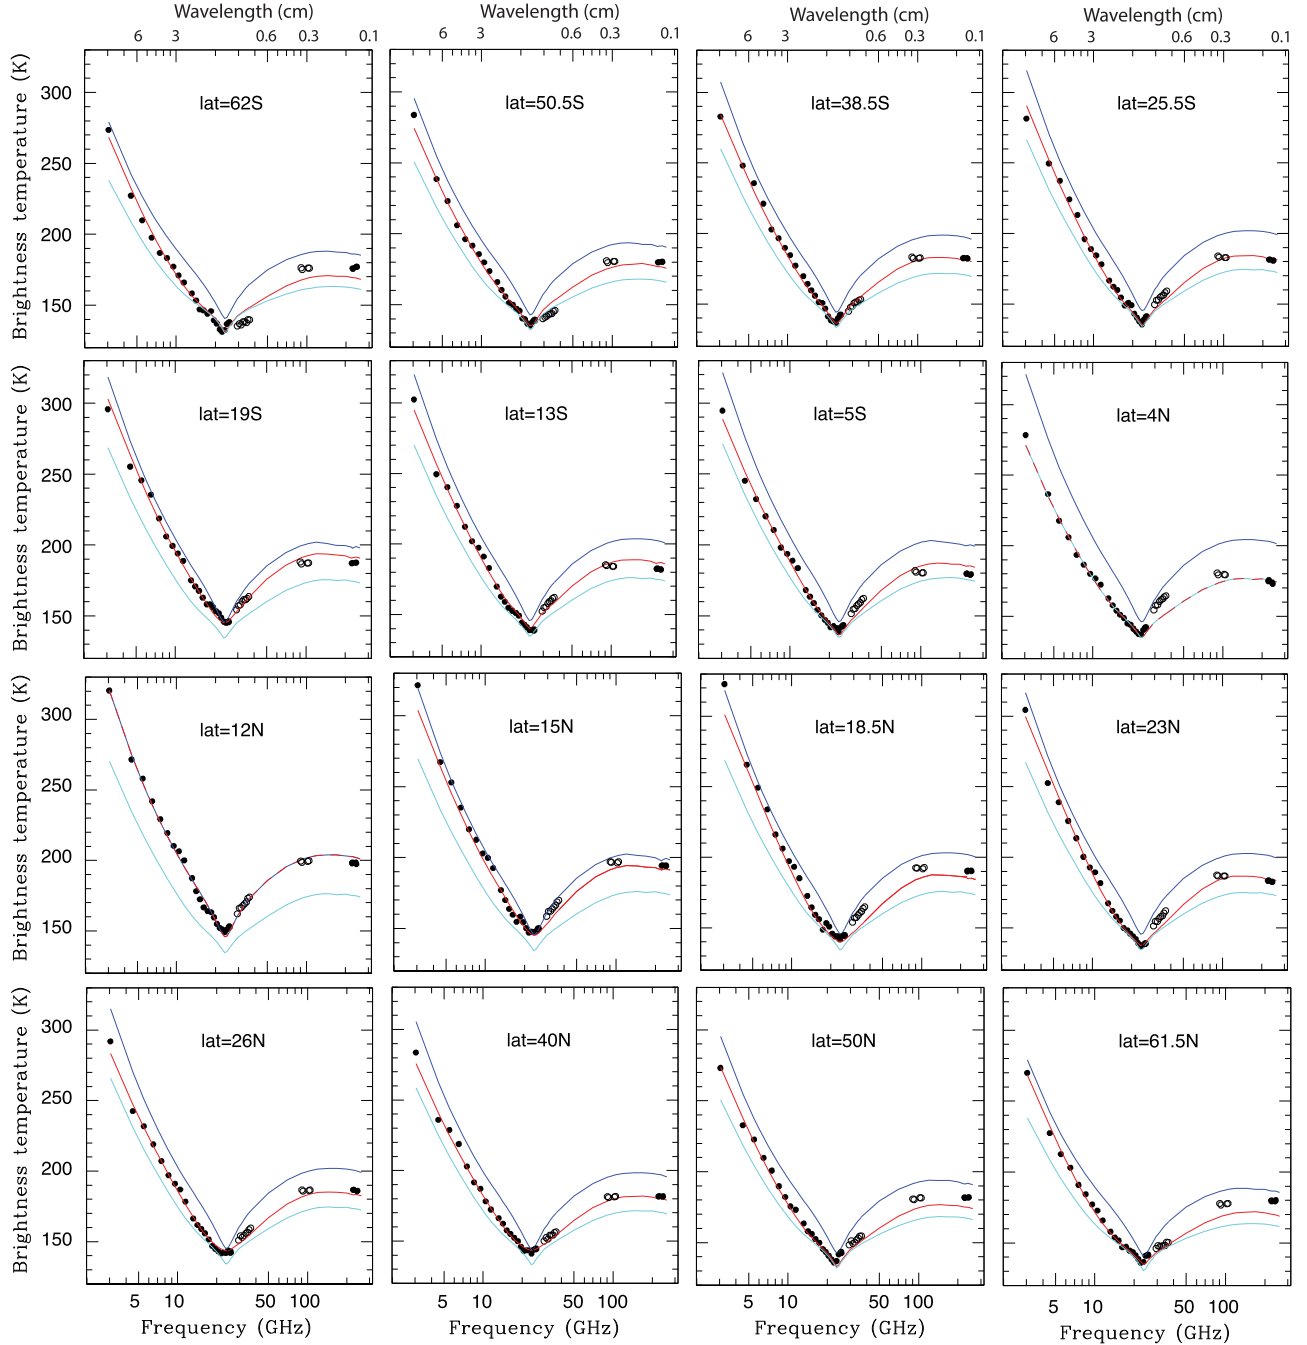 Wavelength (cm) Wavelength (cm) Wavelength (cm) Wavelength (cm)
6 3 0.6 0.3 0.1 6 3 0.6 0.3 0.1 6 3 0.6 0.3 0.1 6 3 0.6 0.3 0.1
Brightness temperature (K)
300
250
200
150
lat=62S lat=50.5S lat=38.5S lat=25.5S
Brightness temperature (K)
300
250
200
150
lat=19S lat=13S lat=5S lat=4N
Brightness temperature (K)
300
250
200
150
lat=12N lat=15N lat=18.5N lat=23N
Brightness temperature (K)
300
250
200
150
lat=26N lat=40N lat=50N lat=61.5N
5 10 50 100 5 10 50 100 5 10 50 100 5 10 50 100
Frequency (GHz) Frequency (GHz) Frequency (GHz) Frequency (GHz)